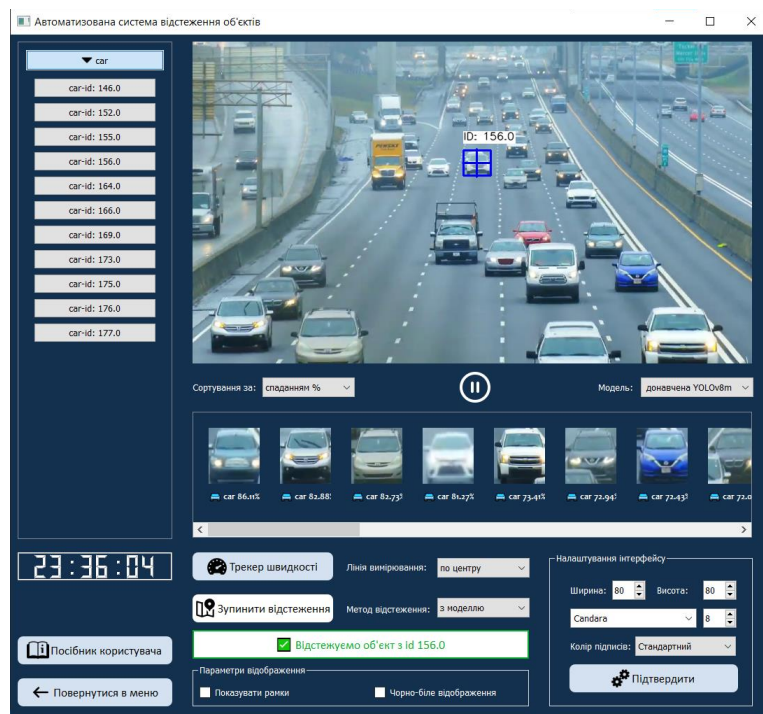 Автоматизована система відстеження об'єктів
car
car-id: 146.0
car-id: 152.0
car-id: 155.0
car-id: 156.0
car-id: 164.0
car-id: 166.0
car-id: 169.0
car-id: 173.0
car-id: 175.0
car-id: 176.0
car-id: 177.0
PENSKE
ID: 156.0
Сортування за: спаданням %
Модель: донавчена YOLOv8m
car 86.11% car 82.88% car 82.73% car 81.27% car 73.41% car 72.94% car 72.43% car 72.0
23:36:04
Трекер швидкості
Лінія вимірювання: по центру
Зупинити відстеження
Метод відстеження: з моделлю
Відстежуємо об'єкт з id 156.0
Параметри відображення
Показувати рамки
Чорно-біле відображення
Налаштування інтерфейсу
Ширина: 80 Висота: 80
Candara 8
Колір підписів: Стандартний
Підтвердити
Посібник користувача
Повернутися в меню